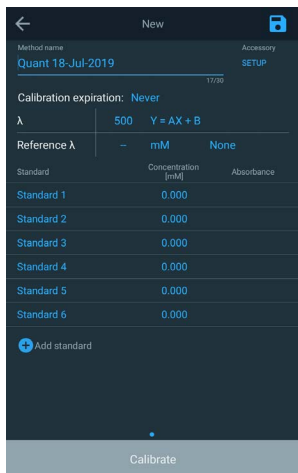 New
Method name
Accessory
Quant 18-Jul-2019
SETUP
17/30
Calibration expiration: Never
λ 500 Y = AX + B
Reference λ – mM None
Standard Concentration [mM] Absorbance
Standard 1 0.000
Standard 2 0.000
Standard 3 0.000
Standard 4 0.000
Standard 5 0.000
Standard 6 0.000
Add standard
Calibrate